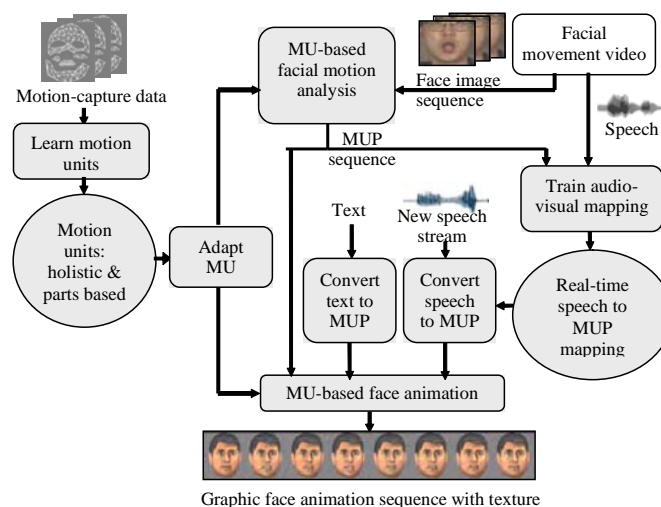 Motion-capture data
Learn motion
units
Motion
units:
holistic &
parts based
Adapt
MU
MU-based
facial motion
analysis
Face image
sequence
Facial
movement video
Speech
MUP
sequence
Train audio-
visual mapping
Text
New speech
stream
Convert
text to
MUP
Convert
speech
to MUP
Real-time
speech to
MUP
mapping
MU-based face animation
Graphic face animation sequence with texture